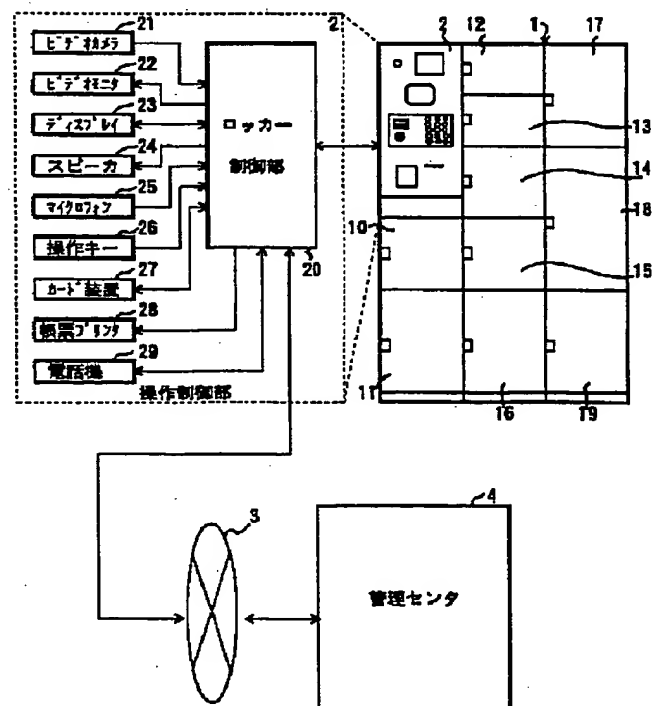 21
ビデオカメラ
22
ビデオモニタ
23
ディスプレイ
24
スピーカ
25
マイクロフォン
26
操作キー
27
カード装置
28
帳票プリンタ
29
電話機
ロッカー
制御部
20
2
操作制御部
2
12
1
17
13
14
18
10
15
11
16
19
3
4
管理センタ